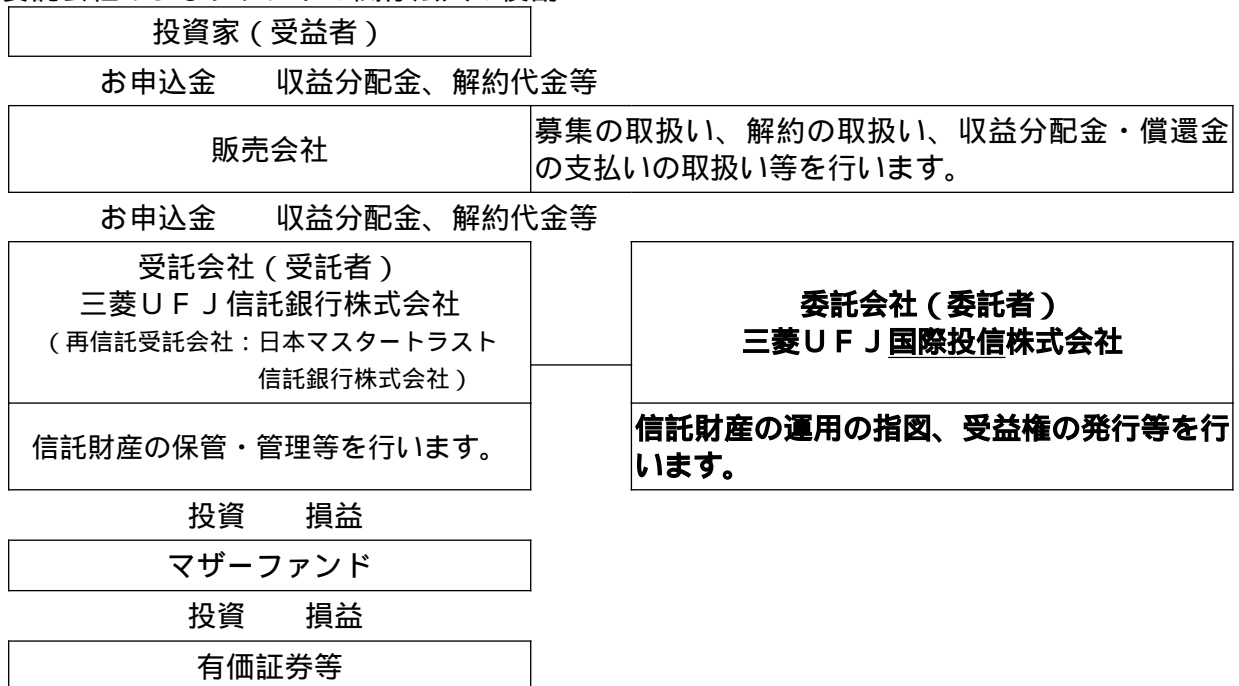 投資家(受益者)
お申込金 収益分配金、解約代金等
販売会社
募集の取扱い、解約の取扱い、収益分配金・償還金
の支払いの取扱い等を行います。
お申込金 収益分配金、解約代金等
受託会社(受託者)
三菱UFJ信託銀行株式会社
(再信託受託会社:日本マスタートラスト
信託銀行株式会社)
委託会社(委託者)
三菱UFJ国際投信株式会社
信託財産の保管・管理等を行います。
信託財産の運用の指図、受益権の発行等を行
います。
投資 損益
マザーファンド
投資 損益
有価証券等